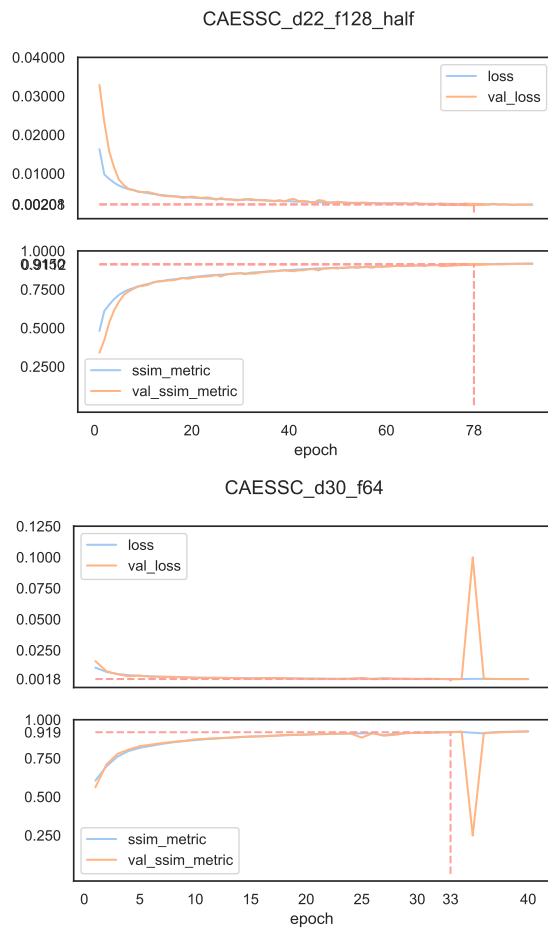 CAESSC_d22_f128_half
0.04000
0.03000
0.02000
0.01000
loss
val_loss
1.0000
0.7500
0.5000
0.2500
ssim_metric
val_ssim_metric
0 20 40 60 78
epoch
CAESSC_d30_f64
0.1250
0.1000
0.0750
0.0500
0.0250
0.0018
loss
val_loss
1.000
0.919
0.750
0.500
0.250
ssim_metric
val_ssim_metric
0 5 10 15 20 25 30 33 40
epoch